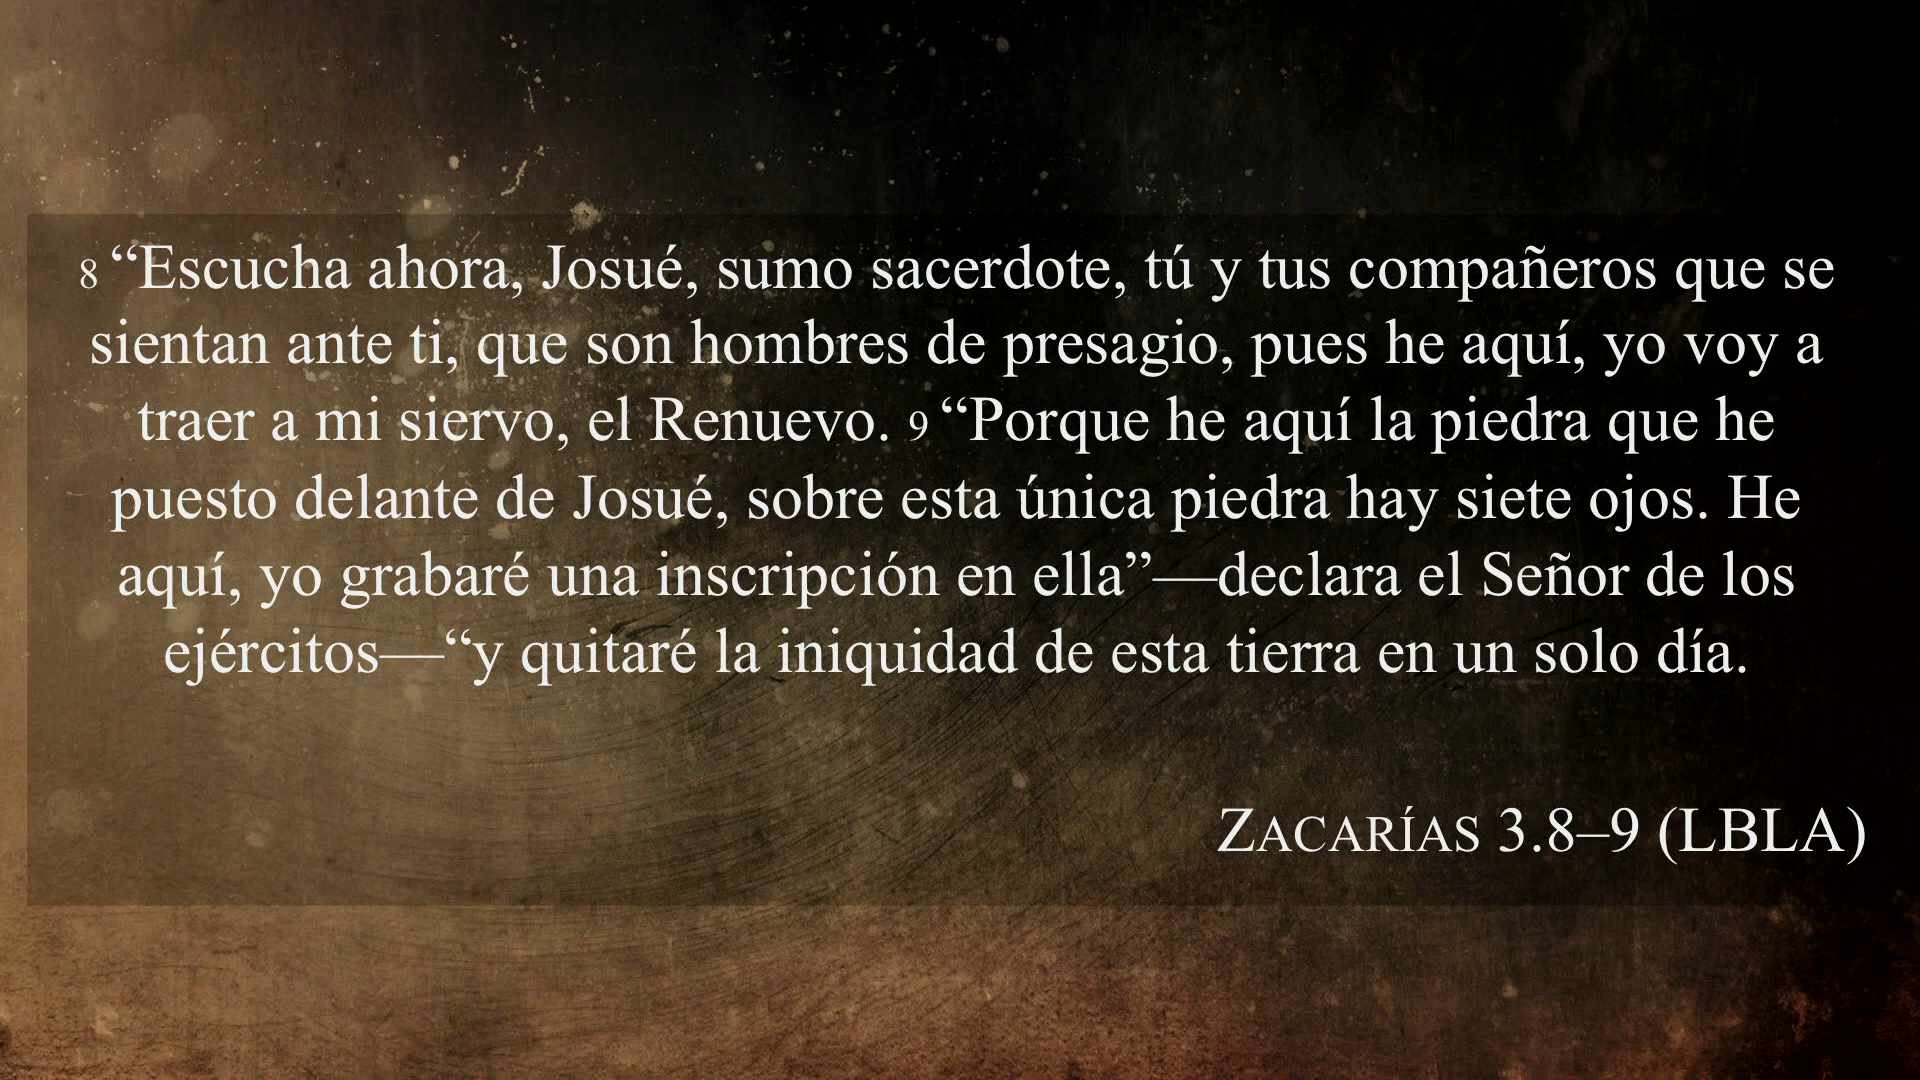 8 “Escucha ahora, Josué, sumo sacerdote, tú y tus compañeros que se
sientan ante ti, que son hombres de presagio, pues he aquí, yo voy a
traer a mi siervo, el Renuevo. 9 “Porque he aquí la piedra que he
puesto delante de Josué, sobre esta única piedra hay siete ojos. He
aquí, yo grabaré una inscripción en ella”—declara el Señor de los
ejércitos—“y quitaré la iniquidad de esta tierra en un solo día.
ZACARÍAS 3.8–9 (LBLA)